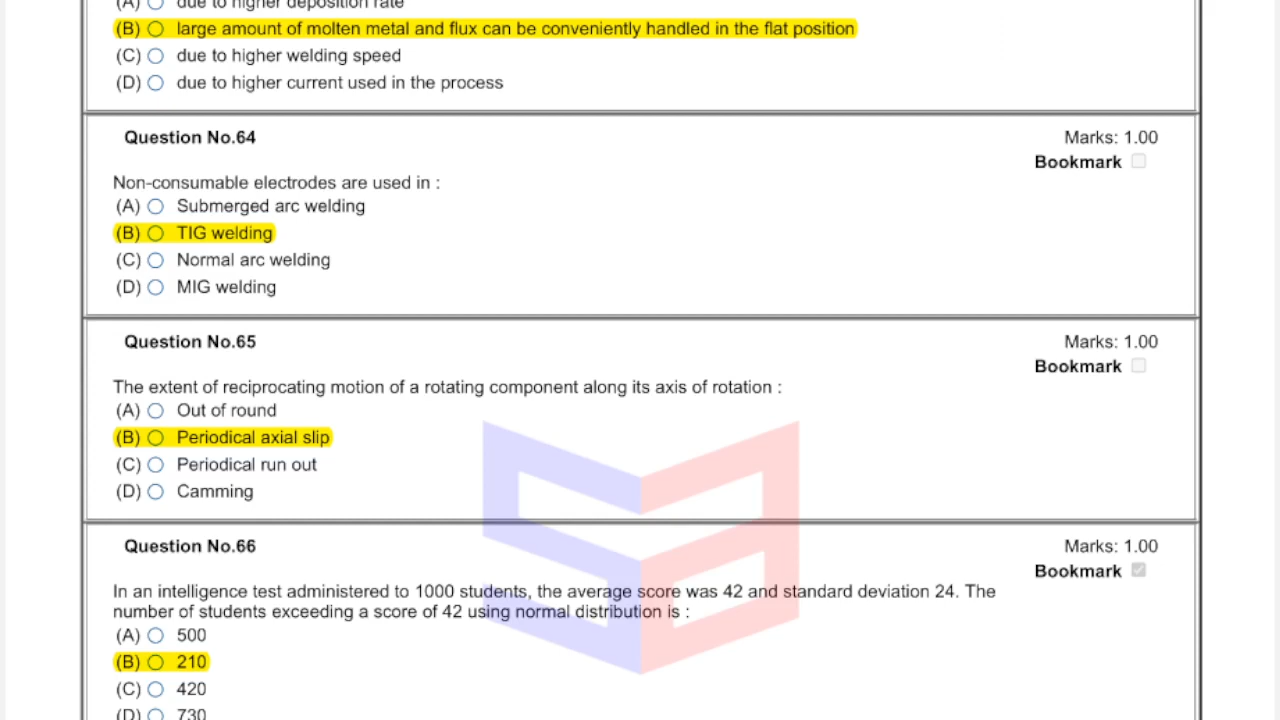 (A) due to higher deposition rate
(B) large amount of molten metal and flux can be conveniently handled in the flat position
(C) due to higher welding speed
(D) due to higher current used in the process
Question No.64 Marks: 1.00
Bookmark
Non-consumable electrodes are used in :
(A) Submerged arc welding
(B) TIG welding
(C) Normal arc welding
(D) MIG welding
Question No.65 Marks: 1.00
Bookmark
The extent of reciprocating motion of a rotating component along its axis of rotation :
(A) Out of round
(B) Periodical axial slip
(C) Periodical run out
(D) Camming
Question No.66 Marks: 1.00
Bookmark
In an intelligence test administered to 1000 students, the average score was 42 and standard deviation 24. The
number of students exceeding a score of 42 using normal distribution is :
(A) 500
(B) 210
(C) 420
(D) 730